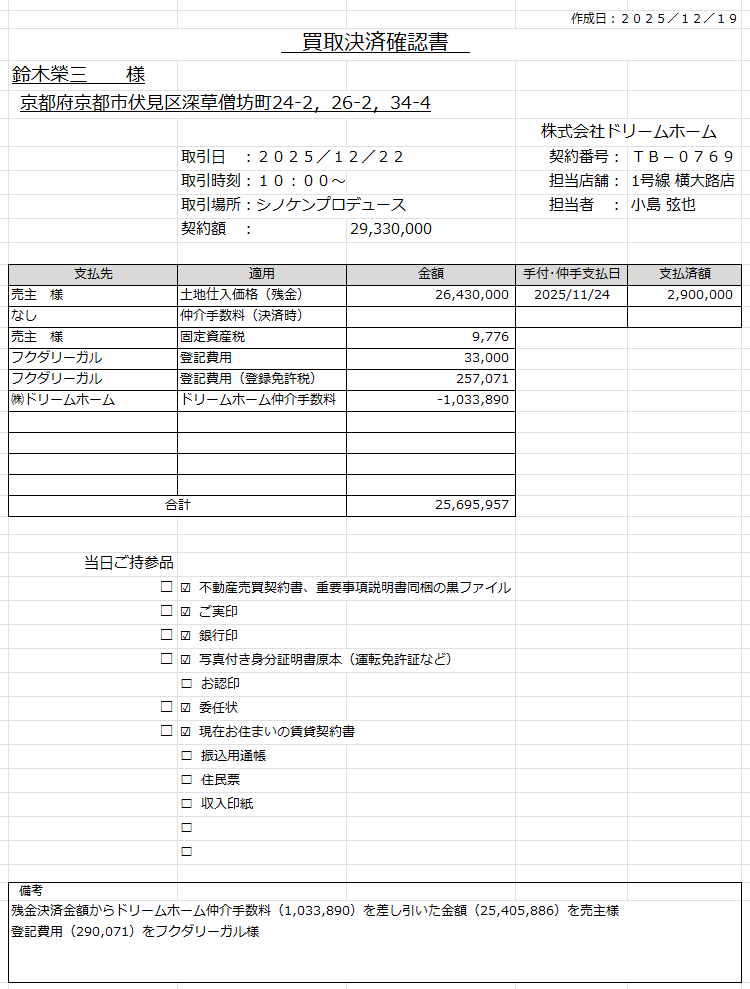 作成日：２０２５／１２／１９
買取決済確認書
鈴木榮三　　様
京都府京都市伏見区深草僧坊町24-2，26-2，34-4
株式会社ドリームホーム
取引日　：２０２５／１２／２２　契約番号：　ＴＢ－０７６９
取引時刻：１０：００～　担当店舗：　1号線 横大路店
取引場所：シノケンプロデュース　担当者　：　小島 弦也
契約額　：　29,330,000
支払先　適用　金額　手付･仲手支払日　支払済額
売主　様　土地仕入価格（残金）　26,430,000　2025/11/24　2,900,000
なし　仲介手数料（決済時）
売主　様　固定資産税　9,776
フクダリーガル　登記費用　33,000
フクダリーガル　登記費用（登録免許税）　257,071
㈱ドリームホーム　ドリームホーム仲介手数料　-1,033,890
合計　25,695,957
当日ご持参品
□ ☑ 不動産売買契約書、重要事項説明書同梱の黒ファイル
□ ☑ ご実印
□ ☑ 銀行印
□ ☑ 写真付き身分証明書原本（運転免許証など）
□ お認印
□ ☑ 委任状
□ ☑ 現在お住まいの賃貸契約書
□ 振込用通帳
□ 住民票
□ 収入印紙
□
□
備考
残金決済金額からドリームホーム仲介手数料（1,033,890）を差し引いた金額（25,405,886）を売主様
登記費用（290,071）をフクダリーガル様